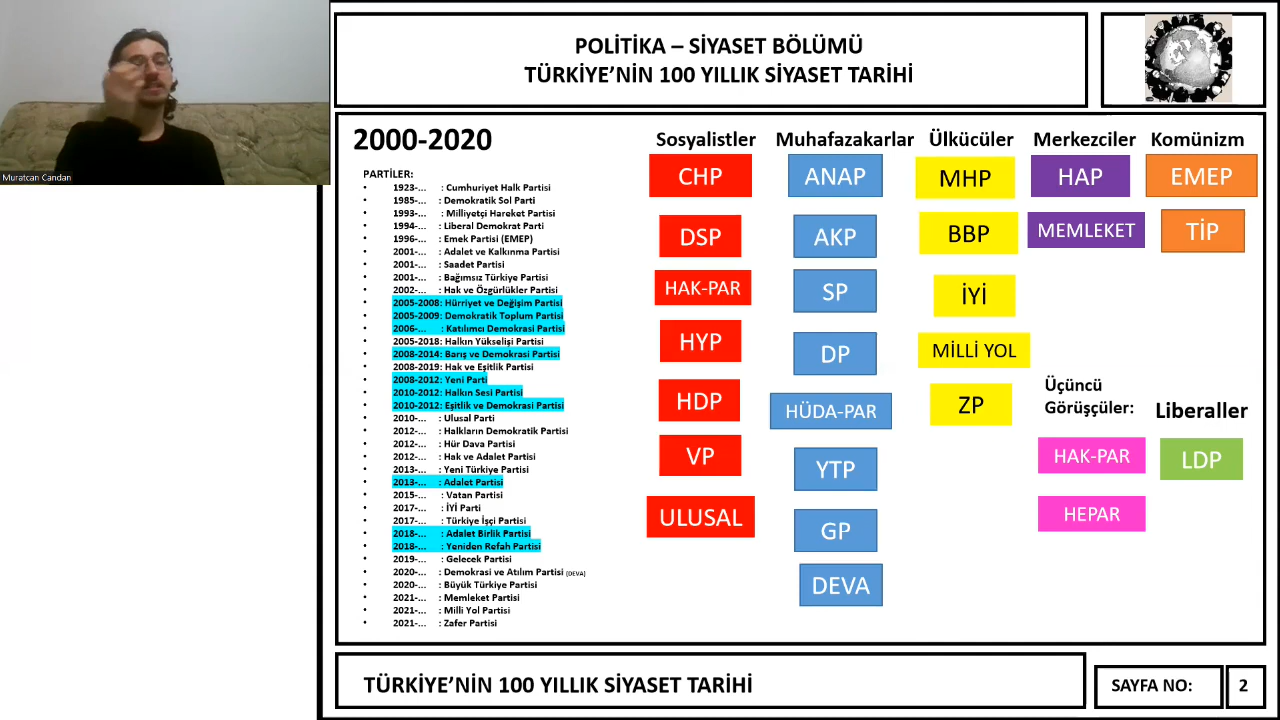 Muratcan Candan
POLİTİKA – SİYASET BÖLÜMÜ
TÜRKİYE’NİN 100 YILLIK SİYASET TARİHİ
2000-2020
PARTİLER:
• 1923-... : Cumhuriyet Halk Partisi
• 1985-... : Demokratik Sol Parti
• 1993-... : Milliyetçi Hareket Partisi
• 1994-... : Liberal Demokrat Parti
• 1996-... : Emek Partisi (EMEP)
• 2001-... : Adalet ve Kalkınma Partisi
• 2001-... : Saadet Partisi
• 2001-... : Bağımsız Türkiye Partisi
• 2002-... : Hak ve Özgürlükler Partisi
• 2005-2008: Hürriyet ve Değişim Partisi
• 2005-2009: Demokratik Toplum Partisi
• 2006-... : Katılımcı Demokrasi Partisi
• 2005-2018: Halkın Yükselişi Partisi
• 2008-2014: Barış ve Demokrasi Partisi
• 2008-2019: Hak ve Eşitlik Partisi
• 2008-2012: Yeni Parti
• 2010-2012: Halkın Sesi Partisi
• 2010-2012: Eşitlik ve Demokrasi Partisi
• 2010-... : Ulusal Parti
• 2012-... : Halkların Demokratik Partisi
• 2012-... : Hür Dava Partisi
• 2012-... : Hak ve Adalet Partisi
• 2013-... : Yeni Türkiye Partisi
• 2013-... : Adalet Partisi
• 2015-... : Vatan Partisi
• 2017-... : İYİ Parti
• 2017-... : Türkiye İşçi Partisi
• 2018-... : Adalet Birlik Partisi
• 2018-... : Yeniden Refah Partisi
• 2019-... : Gelecek Partisi
• 2020-... : Demokrasi ve Atılım Partisi [DEVA]
• 2020-... : Büyük Türkiye Partisi
• 2021-... : Memleket Partisi
• 2021-... : Milli Yol Partisi
• 2021-... : Zafer Partisi
Sosyalistler
CHP
DSP
HAK-PAR
HYP
HDP
VP
ULUSAL
Muhafazakarlar
ANAP
AKP
SP
DP
HÜDA-PAR
YTP
GP
DEVA
Ülkücüler
MHP
BBP
İYİ
MİLLİ YOL
ZP
Merkezciler
HAP
MEMLEKET
Komünizm
EMEP
TİP
Üçüncü
Görüşçüler:
HAK-PAR
HEPAR
Liberaller
LDP
TÜRKİYE’NİN 100 YILLIK SİYASET TARİHİ
SAYFA NO:
2